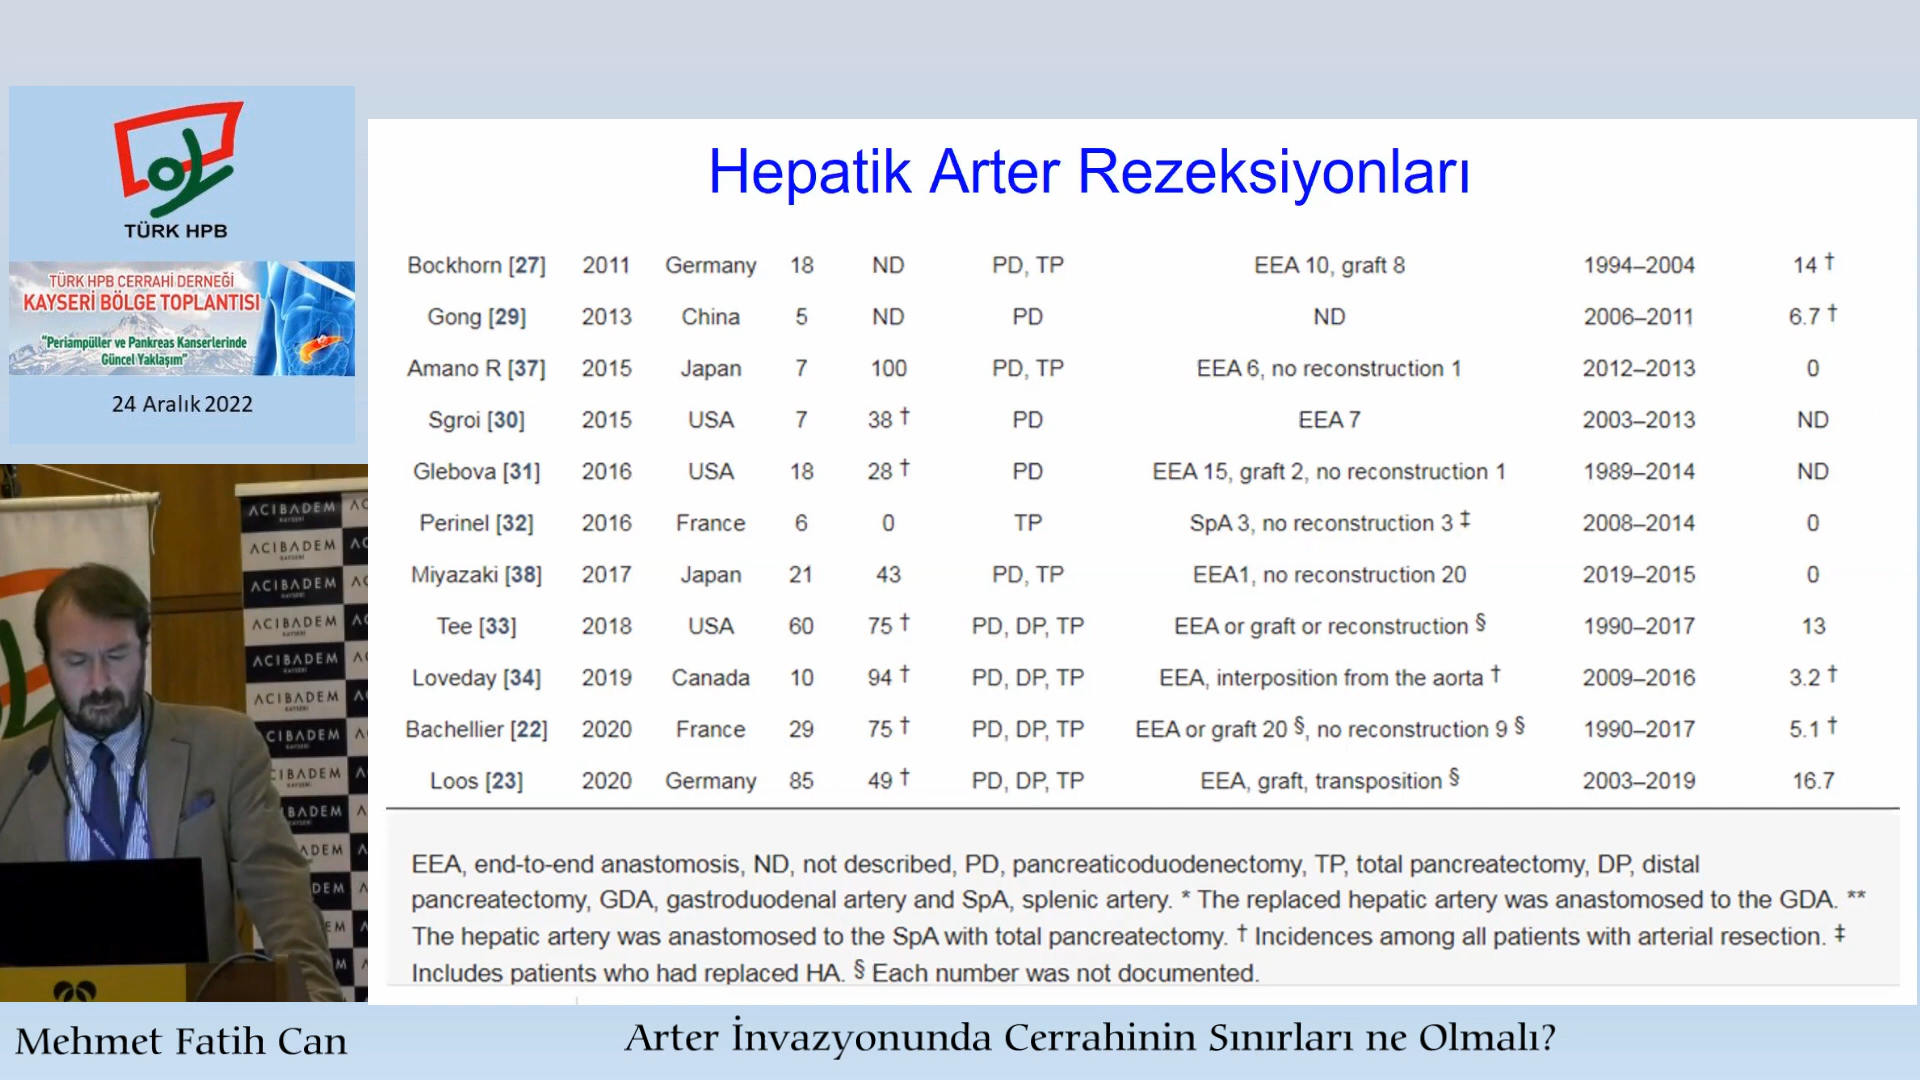 TÜRK HPB
TÜRK HPB CERRAHİ DERNEĞİ
KAYSERİ BÖLGE TOPLANTISI
"Periampüller ve Pankreas Kanserlerinde
Güncel Yaklaşım"
24 Aralık 2022
Hepatik Arter Rezeksiyonları
Bockhorn [27] 2011 Germany 18 ND PD, TP EEA 10, graft 8 1994–2004 14 †
Gong [29] 2013 China 5 ND PD ND 2006–2011 6.7 †
Amano R [37] 2015 Japan 7 100 PD, TP EEA 6, no reconstruction 1 2012–2013 0
Sgroi [30] 2015 USA 7 38 † PD EEA 7 2003–2013 ND
Glebova [31] 2016 USA 18 28 † PD EEA 15, graft 2, no reconstruction 1 1989–2014 ND
Perinel [32] 2016 France 6 0 TP SpA 3, no reconstruction 3 ‡ 2008–2014 0
Miyazaki [38] 2017 Japan 21 43 PD, TP EEA1, no reconstruction 20 2019–2015 0
Tee [33] 2018 USA 60 75 † PD, DP, TP EEA or graft or reconstruction § 1990–2017 13
Loveday [34] 2019 Canada 10 94 † PD, DP, TP EEA, interposition from the aorta † 2009–2016 3.2 †
Bachellier [22] 2020 France 29 75 † PD, DP, TP EEA or graft 20 §, no reconstruction 9 § 1990–2017 5.1 †
Loos [23] 2020 Germany 85 49 † PD, DP, TP EEA, graft, transposition § 2003–2019 16.7
EEA, end-to-end anastomosis, ND, not described, PD, pancreaticoduodenectomy, TP, total pancreatectomy, DP, distal
pancreatectomy, GDA, gastroduodenal artery and SpA, splenic artery. * The replaced hepatic artery was anastomosed to the GDA. **
The hepatic artery was anastomosed to the SpA with total pancreatectomy. † Incidences among all patients with arterial resection. ‡
Includes patients who had replaced HA. § Each number was not documented.
ACIBADEM
KAYSERİ
ACIBADEM
ACIBADEM
ACIBADEM
ACIBADEM
ACIBADEM
CIBADEM
CIBADEM
BADEM
ADEM
DEM
EM
M
Mehmet Fatih Can
Arter İnvazyonunda Cerrahinin Sınırları ne Olmalı?